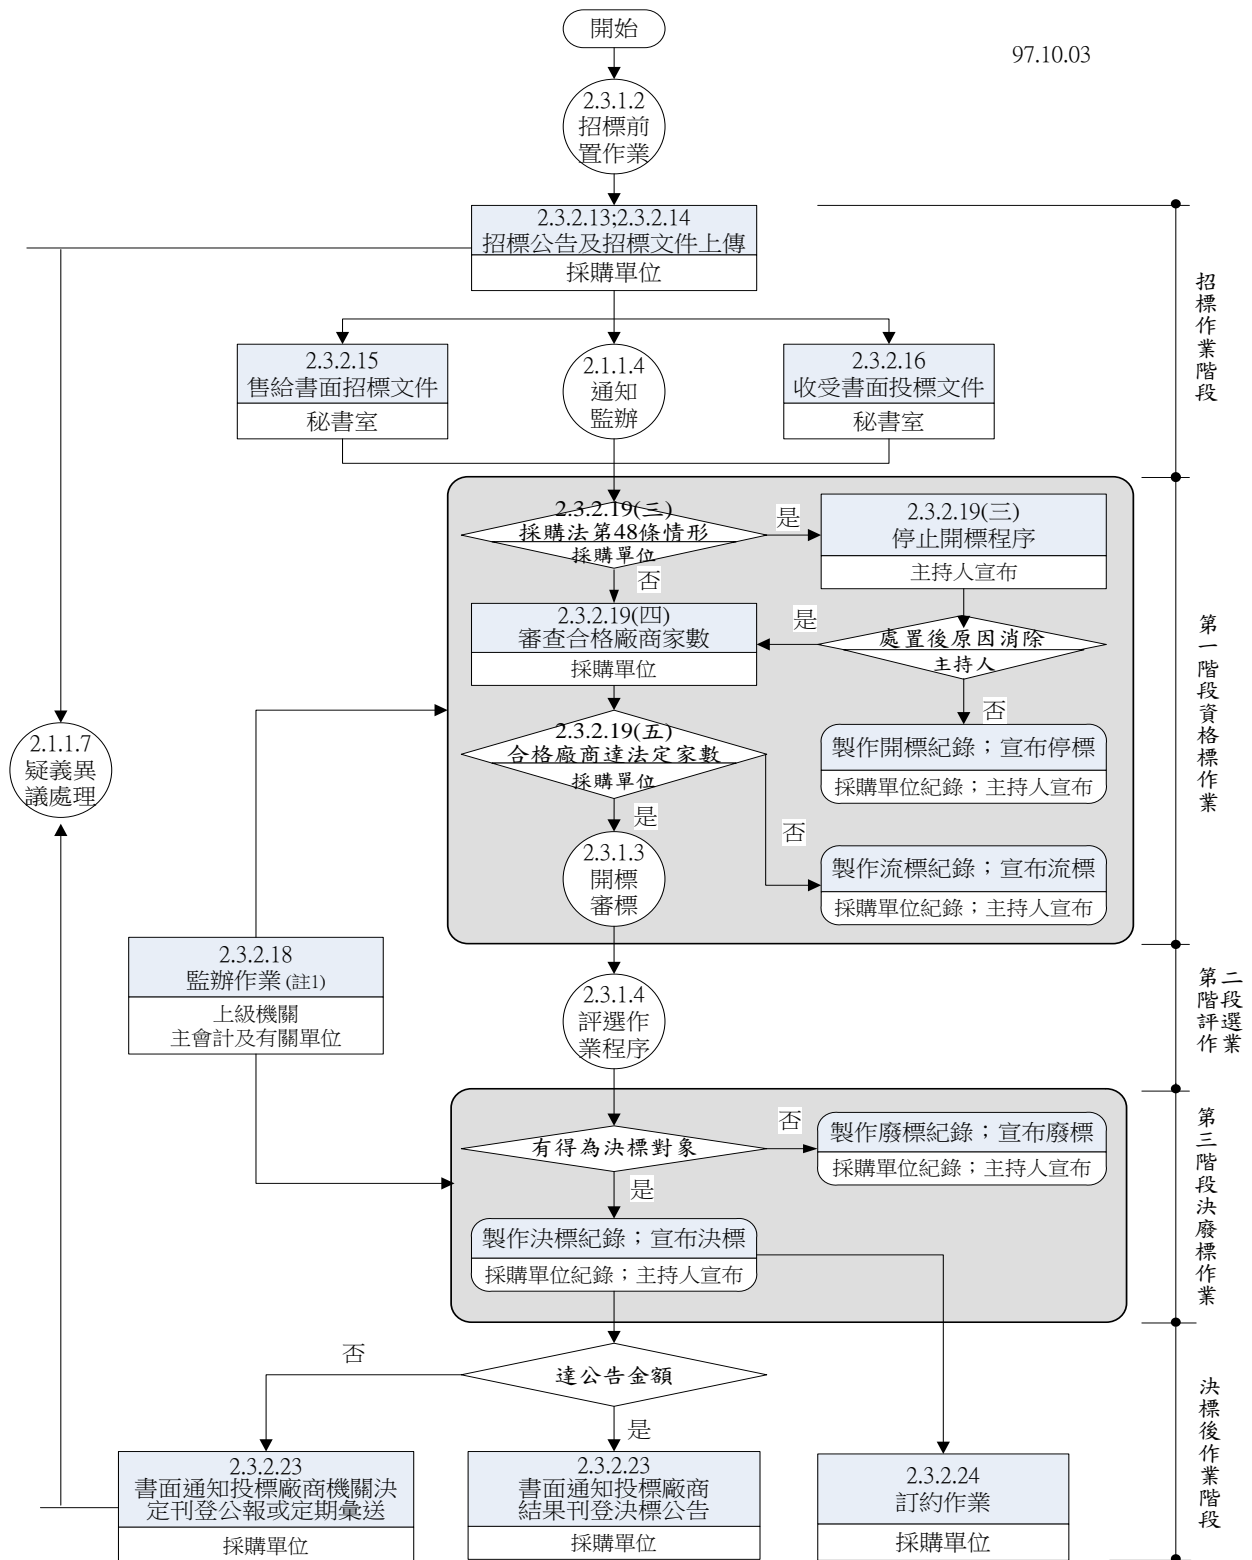 開始
97.10.03
2.3.1.2
招標前
置作業
2.3.2.13;2.3.2.14
招標公告及招標文件上傳
採購單位
招標作業階段
2.3.2.15
售給書面招標文件
秘書室
2.1.1.4
通知
監辦
2.3.2.16
收受書面投標文件
秘書室
2.3.2.19(三)
採購法第48條情形
採購單位
是
否
2.3.2.19(三)
停止開標程序
主持人宣布
2.3.2.19(四)
審查合格廠商家數
採購單位
是
處置後原因消除
主持人
否
第一階段資格標作業
2.3.2.19(五)
合格廠商達法定家數
採購單位
是
否
製作開標紀錄；宣布停標
採購單位紀錄；主持人宣布
2.1.1.7
疑義異
議處理
2.3.1.3
開標
審標
製作流標紀錄；宣布流標
採購單位紀錄；主持人宣布
2.3.2.18
監辦作業(註1)
上級機關
主會計及有關單位
2.3.1.4
評選作
業程序
第二
階段
評選
作業
有得為決標對象
否
是
製作廢標紀錄；宣布廢標
採購單位紀錄；主持人宣布
製作決標紀錄；宣布決標
採購單位紀錄；主持人宣布
第三階段決廢標作業
達公告金額
否
是
2.3.2.23
書面通知投標廠商機關決
定刊登公報或定期彙送
採購單位
2.3.2.23
書面通知投標廠商
結果刊登決標公告
採購單位
2.3.2.24
訂約作業
採購單位
決標後作業階段